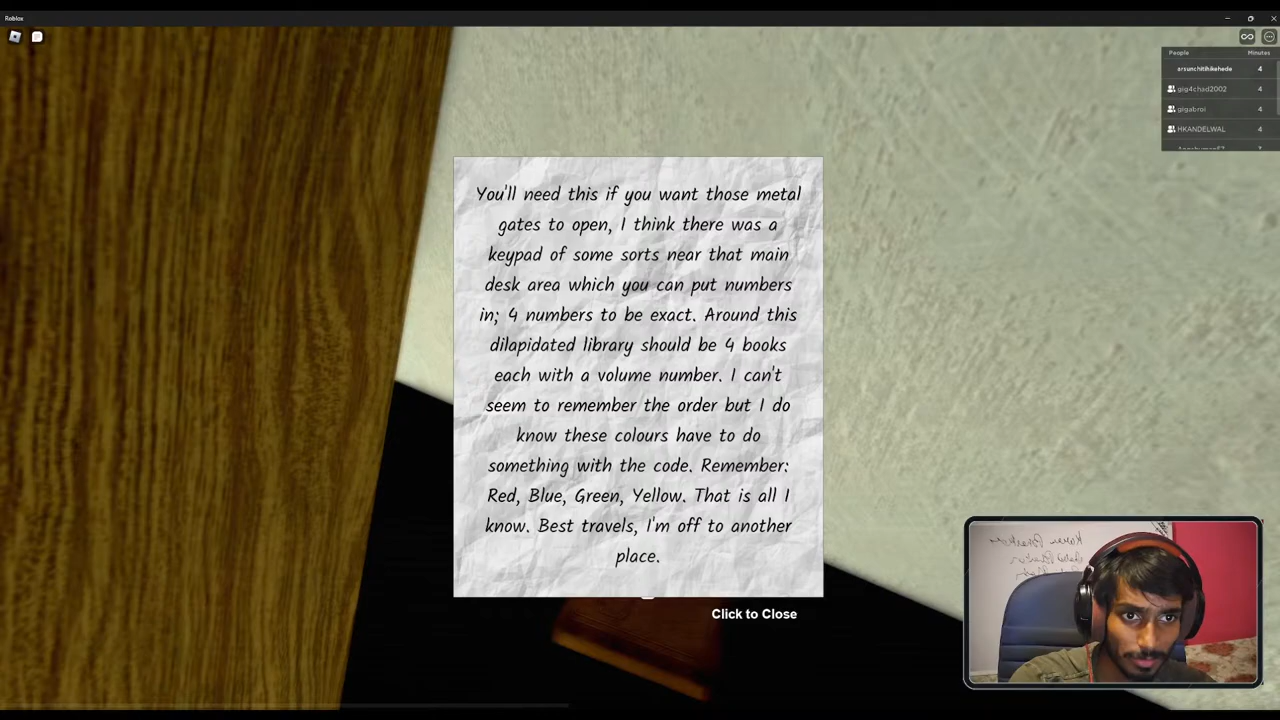 Roblox
People Minutes
arsunchitihikehede 4
gig4chad2002 4
gigabroi 4
HKANDELWAL 4
You'll need this if you want those metal
gates to open, I think there was a
keypad of some sorts near that main
desk area which you can put numbers
in; 4 numbers to be exact. Around this
dilapidated library should be 4 books
each with a volume number. I can't
seem to remember the order but I do
know these colours have to do
something with the code. Remember:
Red, Blue, Green, Yellow. That is all I
know. Best travels, I'm off to another
place.
Click to Close